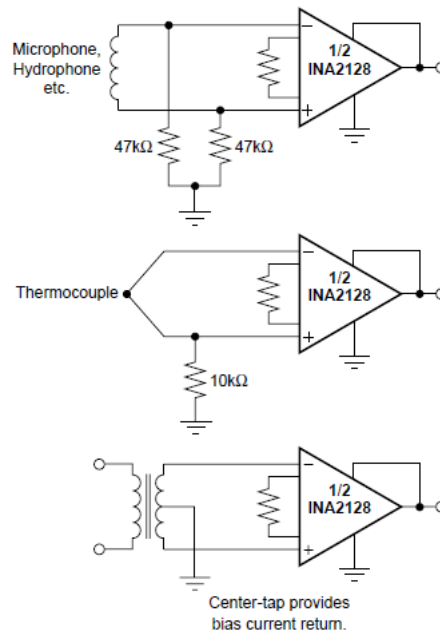 Microphone,
Hydrophone
etc.
1/2
INA2128
47kΩ
47kΩ
Thermocouple
1/2
INA2128
10kΩ
1/2
INA2128
Center-tap provides
bias current return.